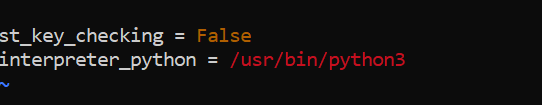 st_key_checking = False
interpreter_python = /usr/bin/python3
~